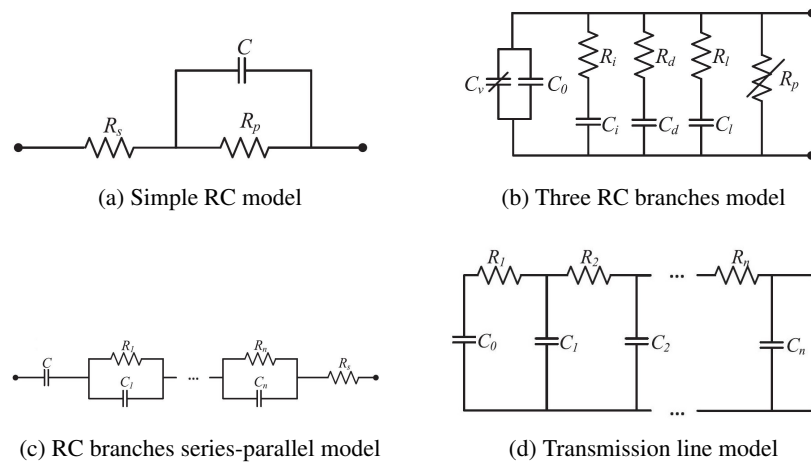 C
R_s
R_p
(a) Simple RC model
C_v
C_0
R_i
R_d
R_l
R_p
C_i
C_d
C_l
(b) Three RC branches model
C
R_1
C_1
...
R_n
C_n
R_s
(c) RC branches series-parallel model
R_1
R_2
...
R_n
C_0
C_1
C_2
C_n
...
(d) Transmission line model